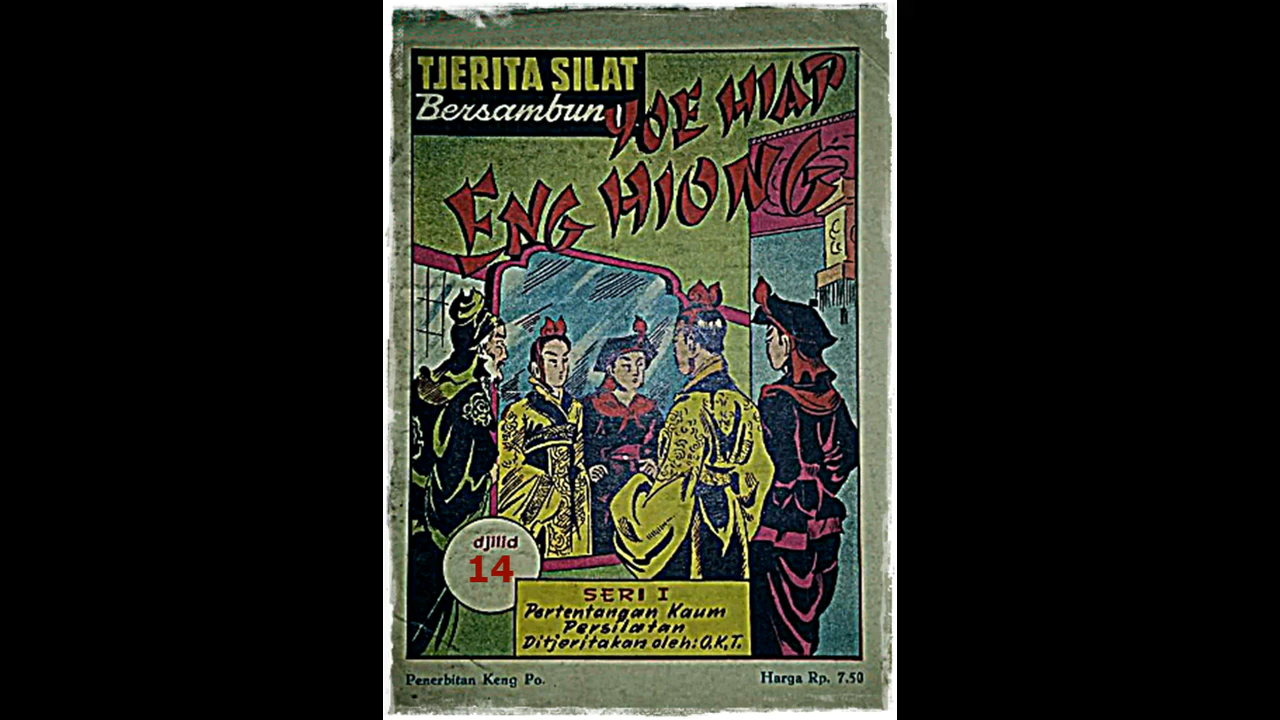 TJERITA SILAT
Bersambun
YOE HIAP
ENG HIONG
djilid
14
SERI I
Pertentangan Kaum
Persilatan
Ditjeritakan oleh: O.K.T.
Penerbitan Keng Po.
Harga Rp. 7.50